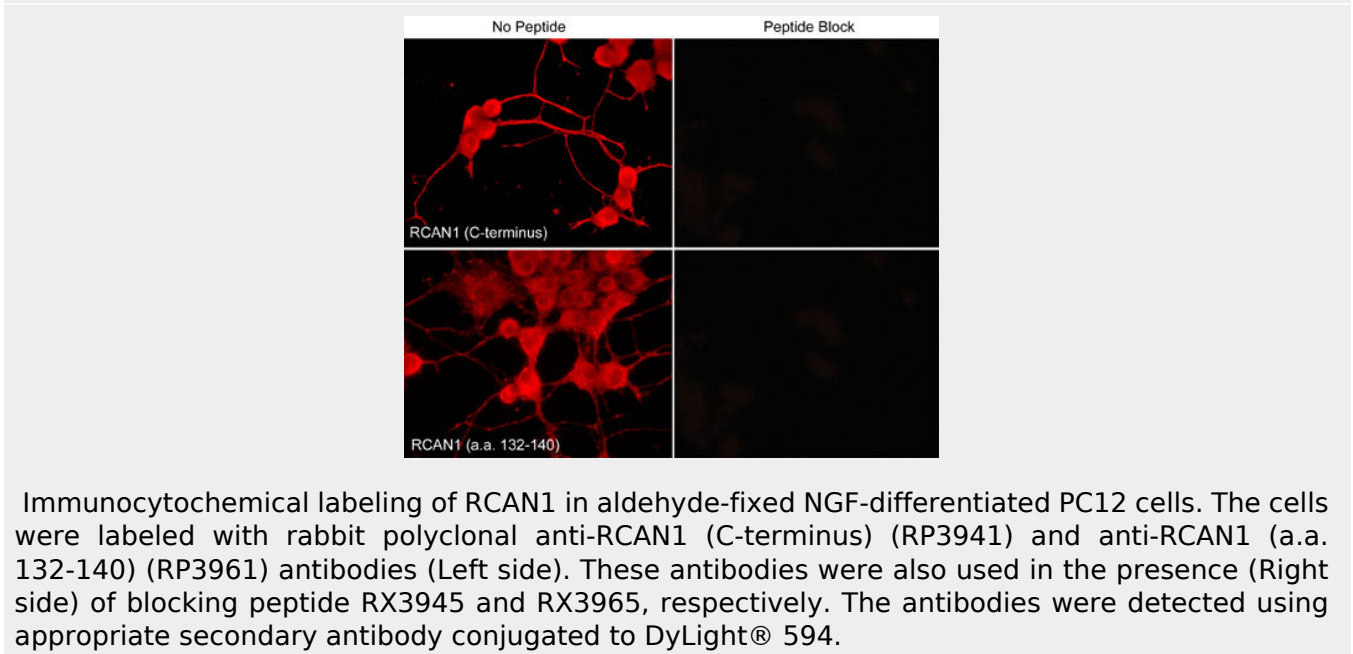 No Peptide Peptide Block
RCAN1 (C-terminus)
RCAN1 (a.a. 132-140)
Immunocytochemical labeling of RCAN1 in aldehyde-fixed NGF-differentiated PC12 cells. The cells
were labeled with rabbit polyclonal anti-RCAN1 (C-terminus) (RP3941) and anti-RCAN1 (a.a.
132-140) (RP3961) antibodies (Left side). These antibodies were also used in the presence (Right
side) of blocking peptide RX3945 and RX3965, respectively. The antibodies were detected using
appropriate secondary antibody conjugated to DyLight® 594.